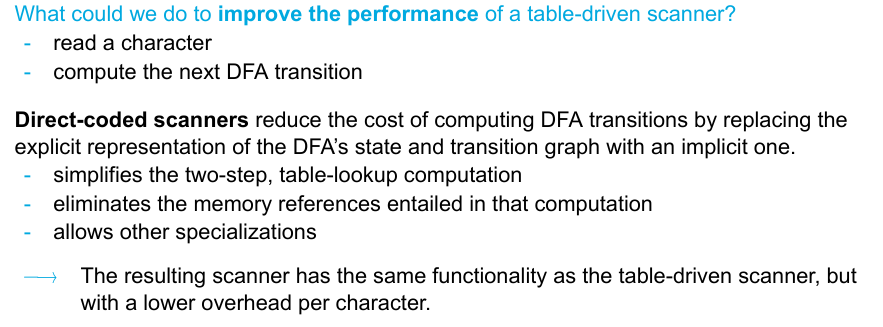 What could we do to improve the performance of a table-driven scanner?
- read a character
- compute the next DFA transition
Direct-coded scanners reduce the cost of computing DFA transitions by replacing the
explicit representation of the DFA's state and transition graph with an implicit one.
- simplifies the two-step, table-lookup computation
- eliminates the memory references entailed in that computation
- allows other specializations
→ The resulting scanner has the same functionality as the table-driven scanner, but
with a lower overhead per character.